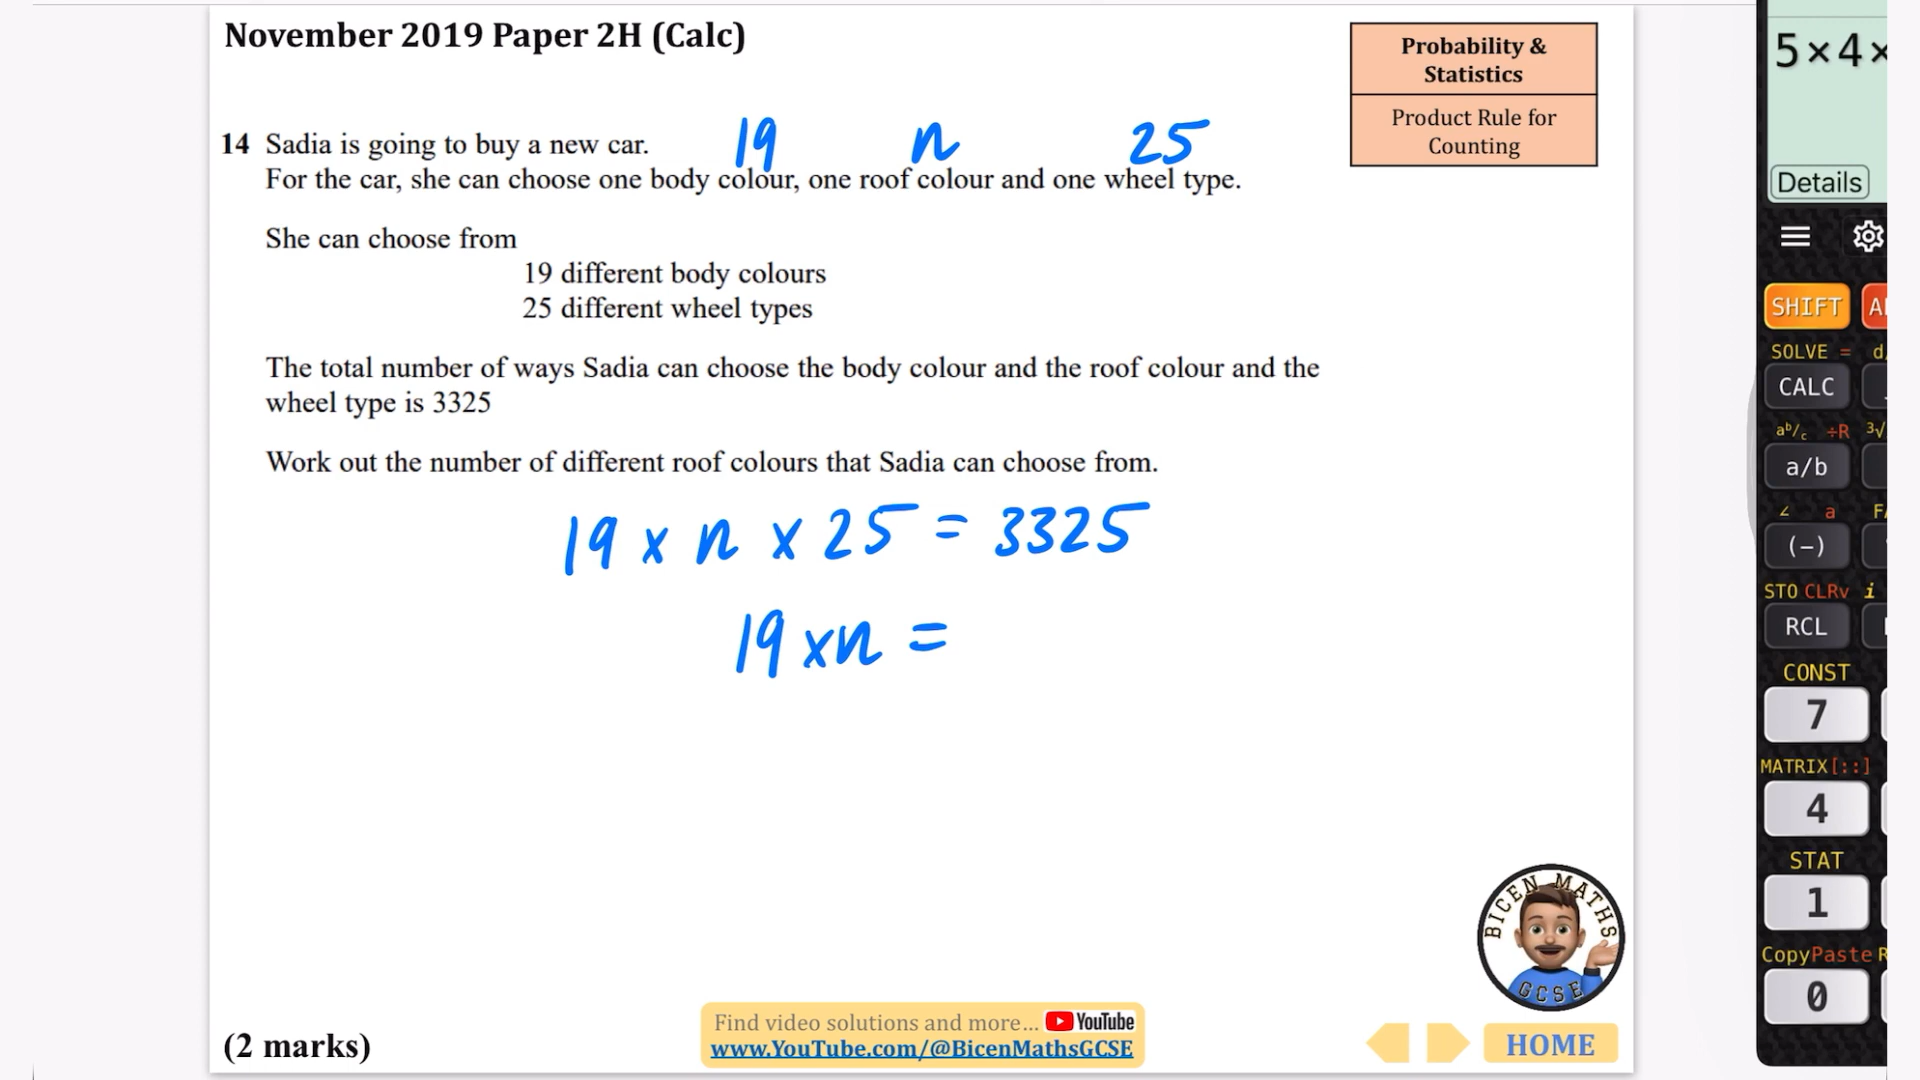 November 2019 Paper 2H (Calc)
Probability &
Statistics
Product Rule for
Counting
19 n 25
14 Sadia is going to buy a new car.
For the car, she can choose one body colour, one roof colour and one wheel type.
She can choose from
19 different body colours
25 different wheel types
The total number of ways Sadia can choose the body colour and the roof colour and the
wheel type is 3325
Work out the number of different roof colours that Sadia can choose from.
19 x n x 25 = 3325
19 x n =
(2 marks)
Find video solutions and more... YouTube
www.YouTube.com/@BicenMathsGCSE
BICEN MATHS
GCSE
HOME
5×4×
Details
SHIFT
SOLVE =
CALC
a b/c ÷R 3√
a/b
∠ a
(−)
STO CLRv i
RCL
CONST
7
MATRIX[::]
4
STAT
1
CopyPaste
0